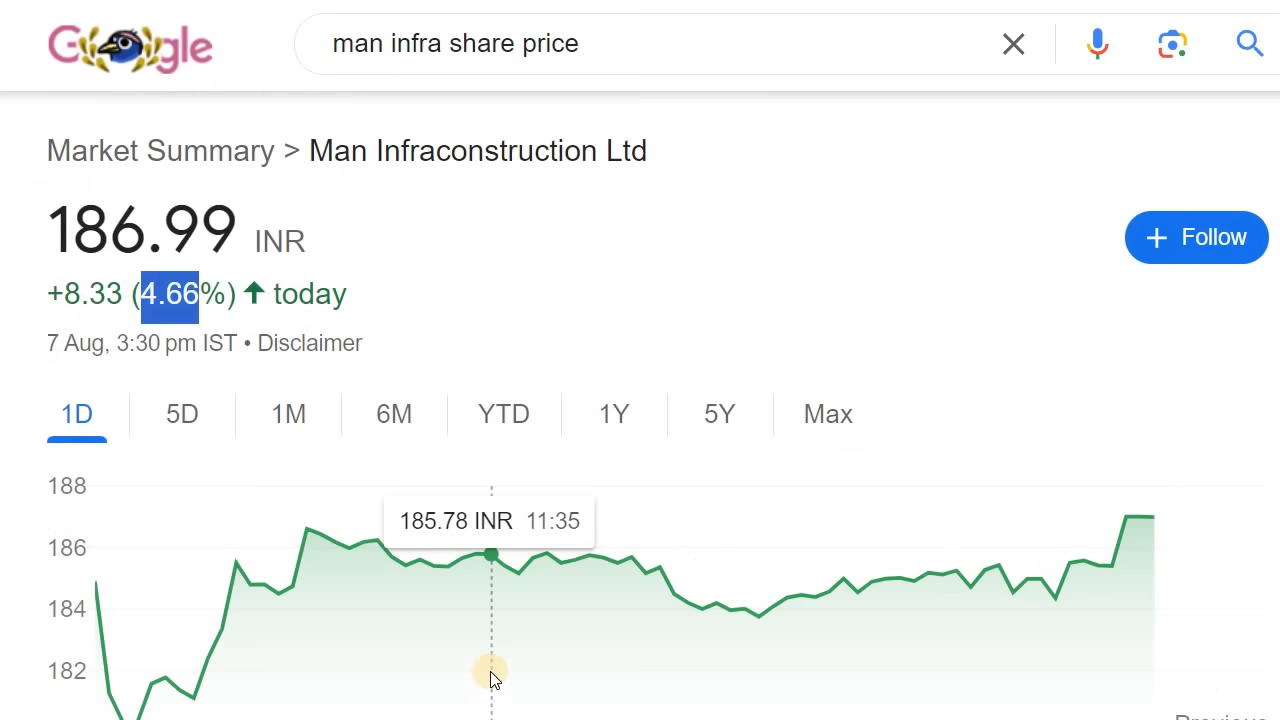 Google
man infra share price
Market Summary > Man Infraconstruction Ltd
186.99 INR
+ Follow
+8.33 (4.66%) ↑ today
7 Aug, 3:30 pm IST • Disclaimer
1D 5D 1M 6M YTD 1Y 5Y Max
188
185.78 INR 11:35
186
184
182